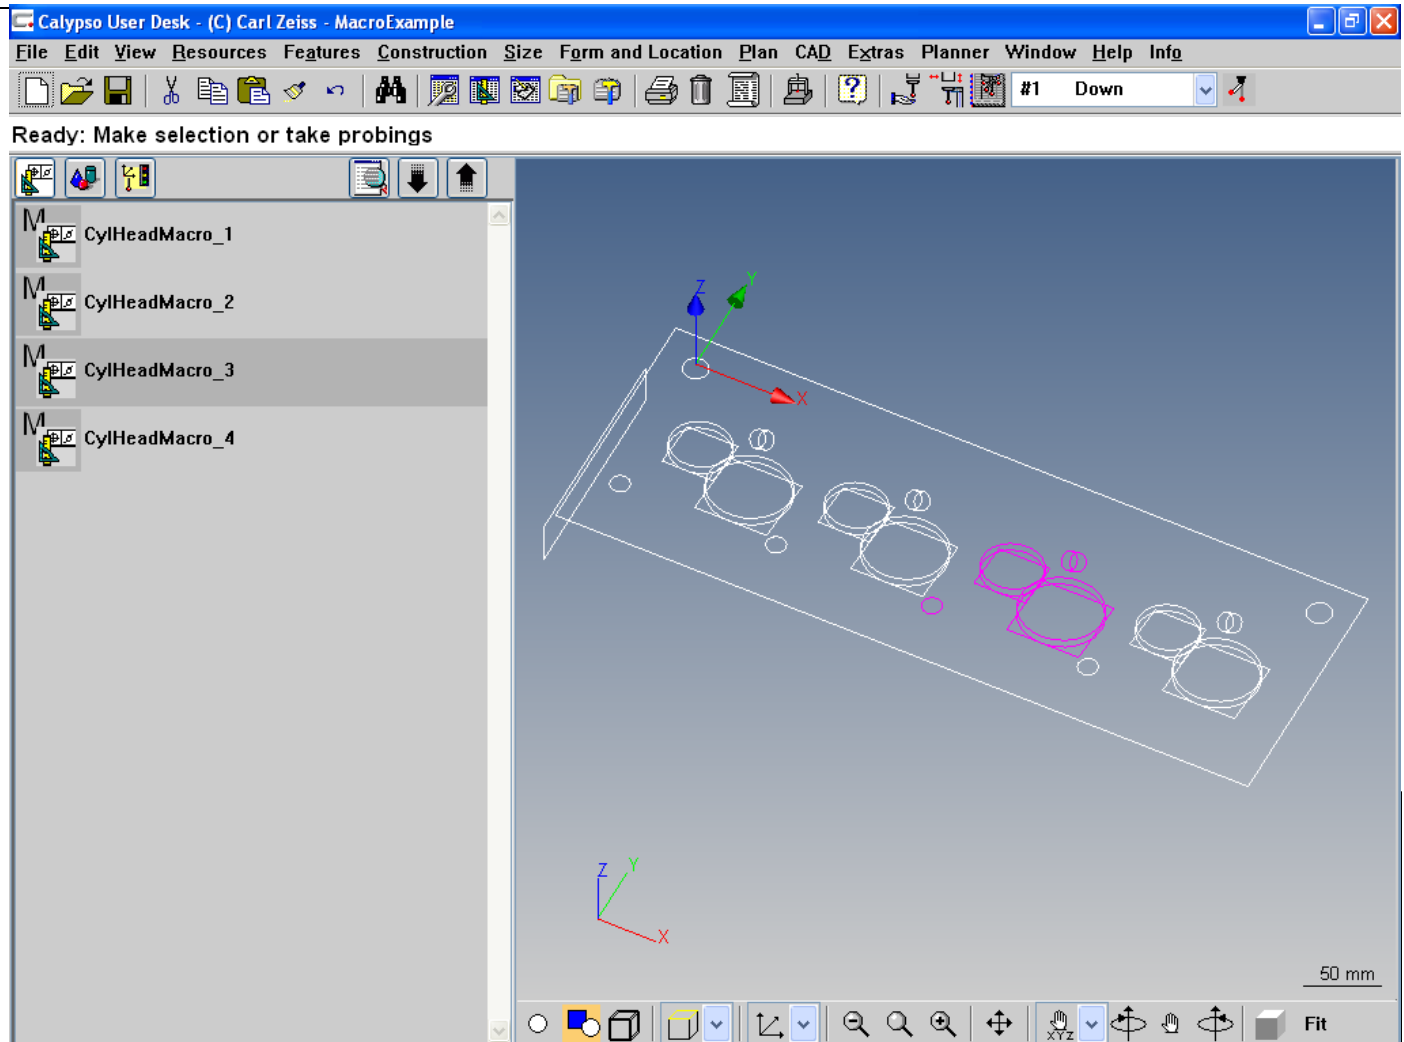 Calypso User Desk - (C) Carl Zeiss - MacroExample
File Edit View Resources Features Construction Size Form and Location Plan CAD Extras Planner Window Help Info
#1 Down
Ready: Make selection or take probings
M CylHeadMacro_1
M CylHeadMacro_2
M CylHeadMacro_3
M CylHeadMacro_4
Z Y
X
Z Y
X
50 mm
XYZ Fit